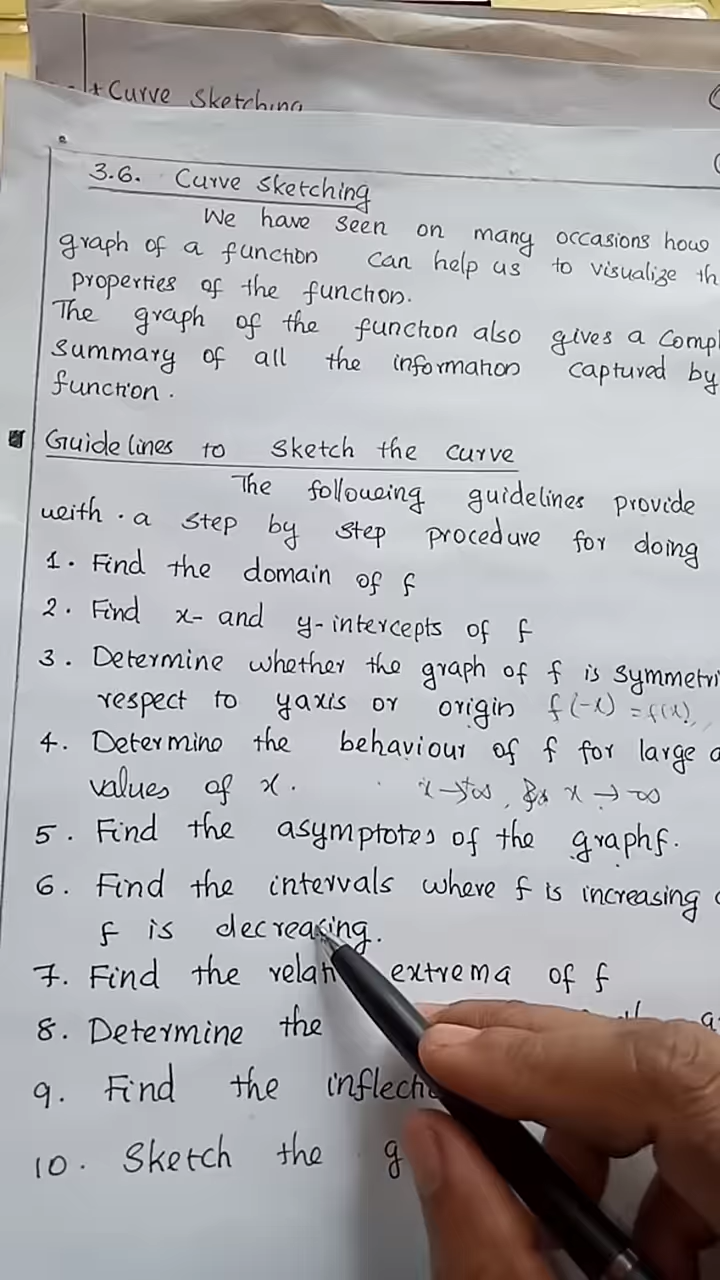 * Curve Sketching
3.6. Curve sketching
We have seen on many occasions how
graph of a function can help us to visualize th
properties of the function.
The graph of the function also gives a compl
summary of all the information captured by
function.
Guidelines to sketch the curve
The following guidelines provide
with a step by step procedure for doing
1. Find the domain of f
2. Find x- and y-intercepts of f
3. Determine whether the graph of f is symmetri
respect to yaxis or origin f(-x) = f(x),
4. Determine the behaviour of f for large a
values of x. x→+∞, x→-∞
5. Find the asymptotes of the graph f.
6. Find the intervals where f is increasing
f is decreasing.
7. Find the relati extrema of f
8. Determine the
9. Find the inflecti
10. Sketch the g